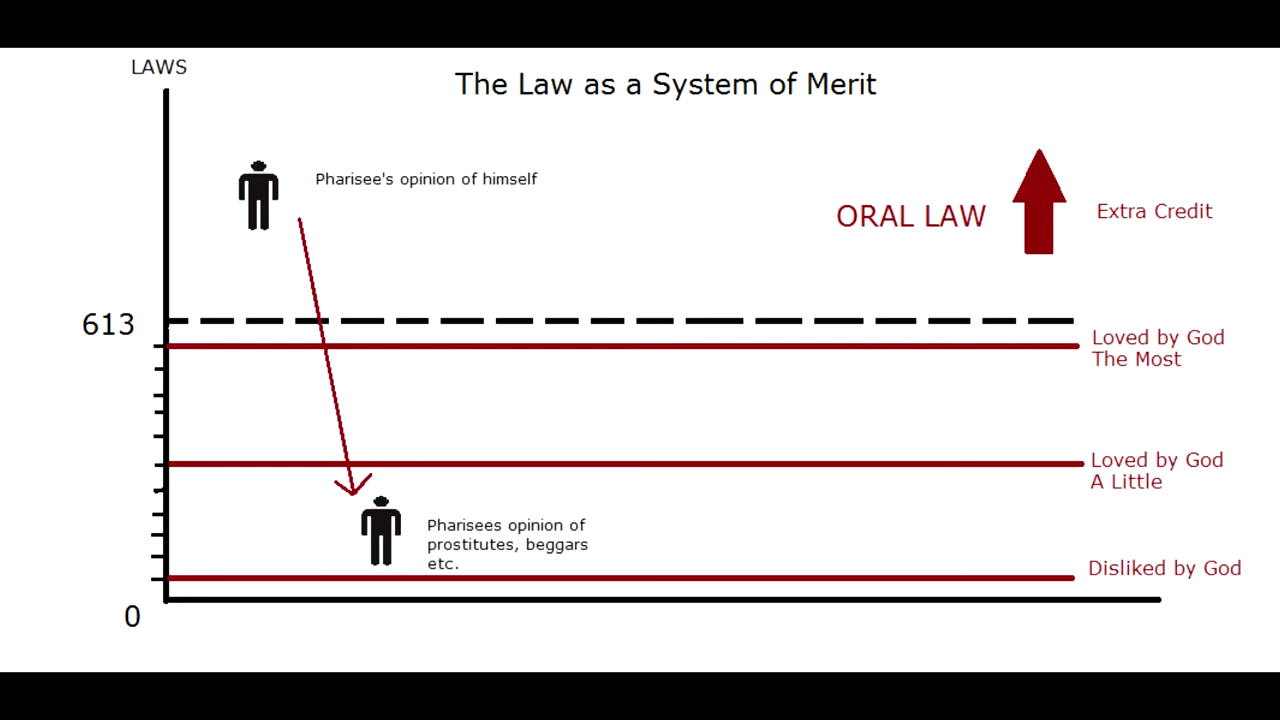 LAWS
The Law as a System of Merit
Pharisee's opinion of himself
ORAL LAW
Extra Credit
613
Loved by God
The Most
Loved by God
A Little
Pharisees opinion of
prostitutes, beggars
etc.
Disliked by God
0